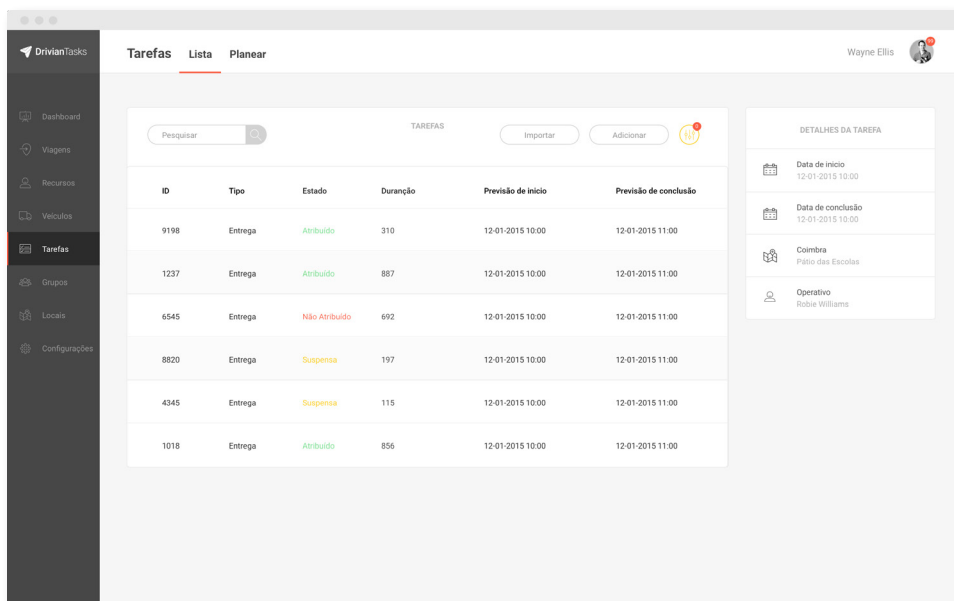 DrivianTasks
Tarefas Lista Planear
Wayne Ellis
Dashboard
Viagens
Recursos
Veículos
Tarefas
Grupos
Locais
Configurações
Pesquisar
TAREFAS
Importar
Adicionar
ID Tipo Estado Duranção Previsão de inicio Previsão de conclusão
9198 Entrega Atribuído 310 12-01-2015 10:00 12-01-2015 11:00
1237 Entrega Atribuído 887 12-01-2015 10:00 12-01-2015 11:00
6545 Entrega Não Atribuído 692 12-01-2015 10:00 12-01-2015 11:00
8820 Entrega Suspensa 197 12-01-2015 10:00 12-01-2015 11:00
4345 Entrega Suspensa 115 12-01-2015 10:00 12-01-2015 11:00
1018 Entrega Atribuído 856 12-01-2015 10:00 12-01-2015 11:00
DETALHES DA TAREFA
Data de inicio
12-01-2015 10:00
Data de conclusão
12-01-2015 10:00
Coimbra
Pátio das Escolas
Operativo
Robie Williams